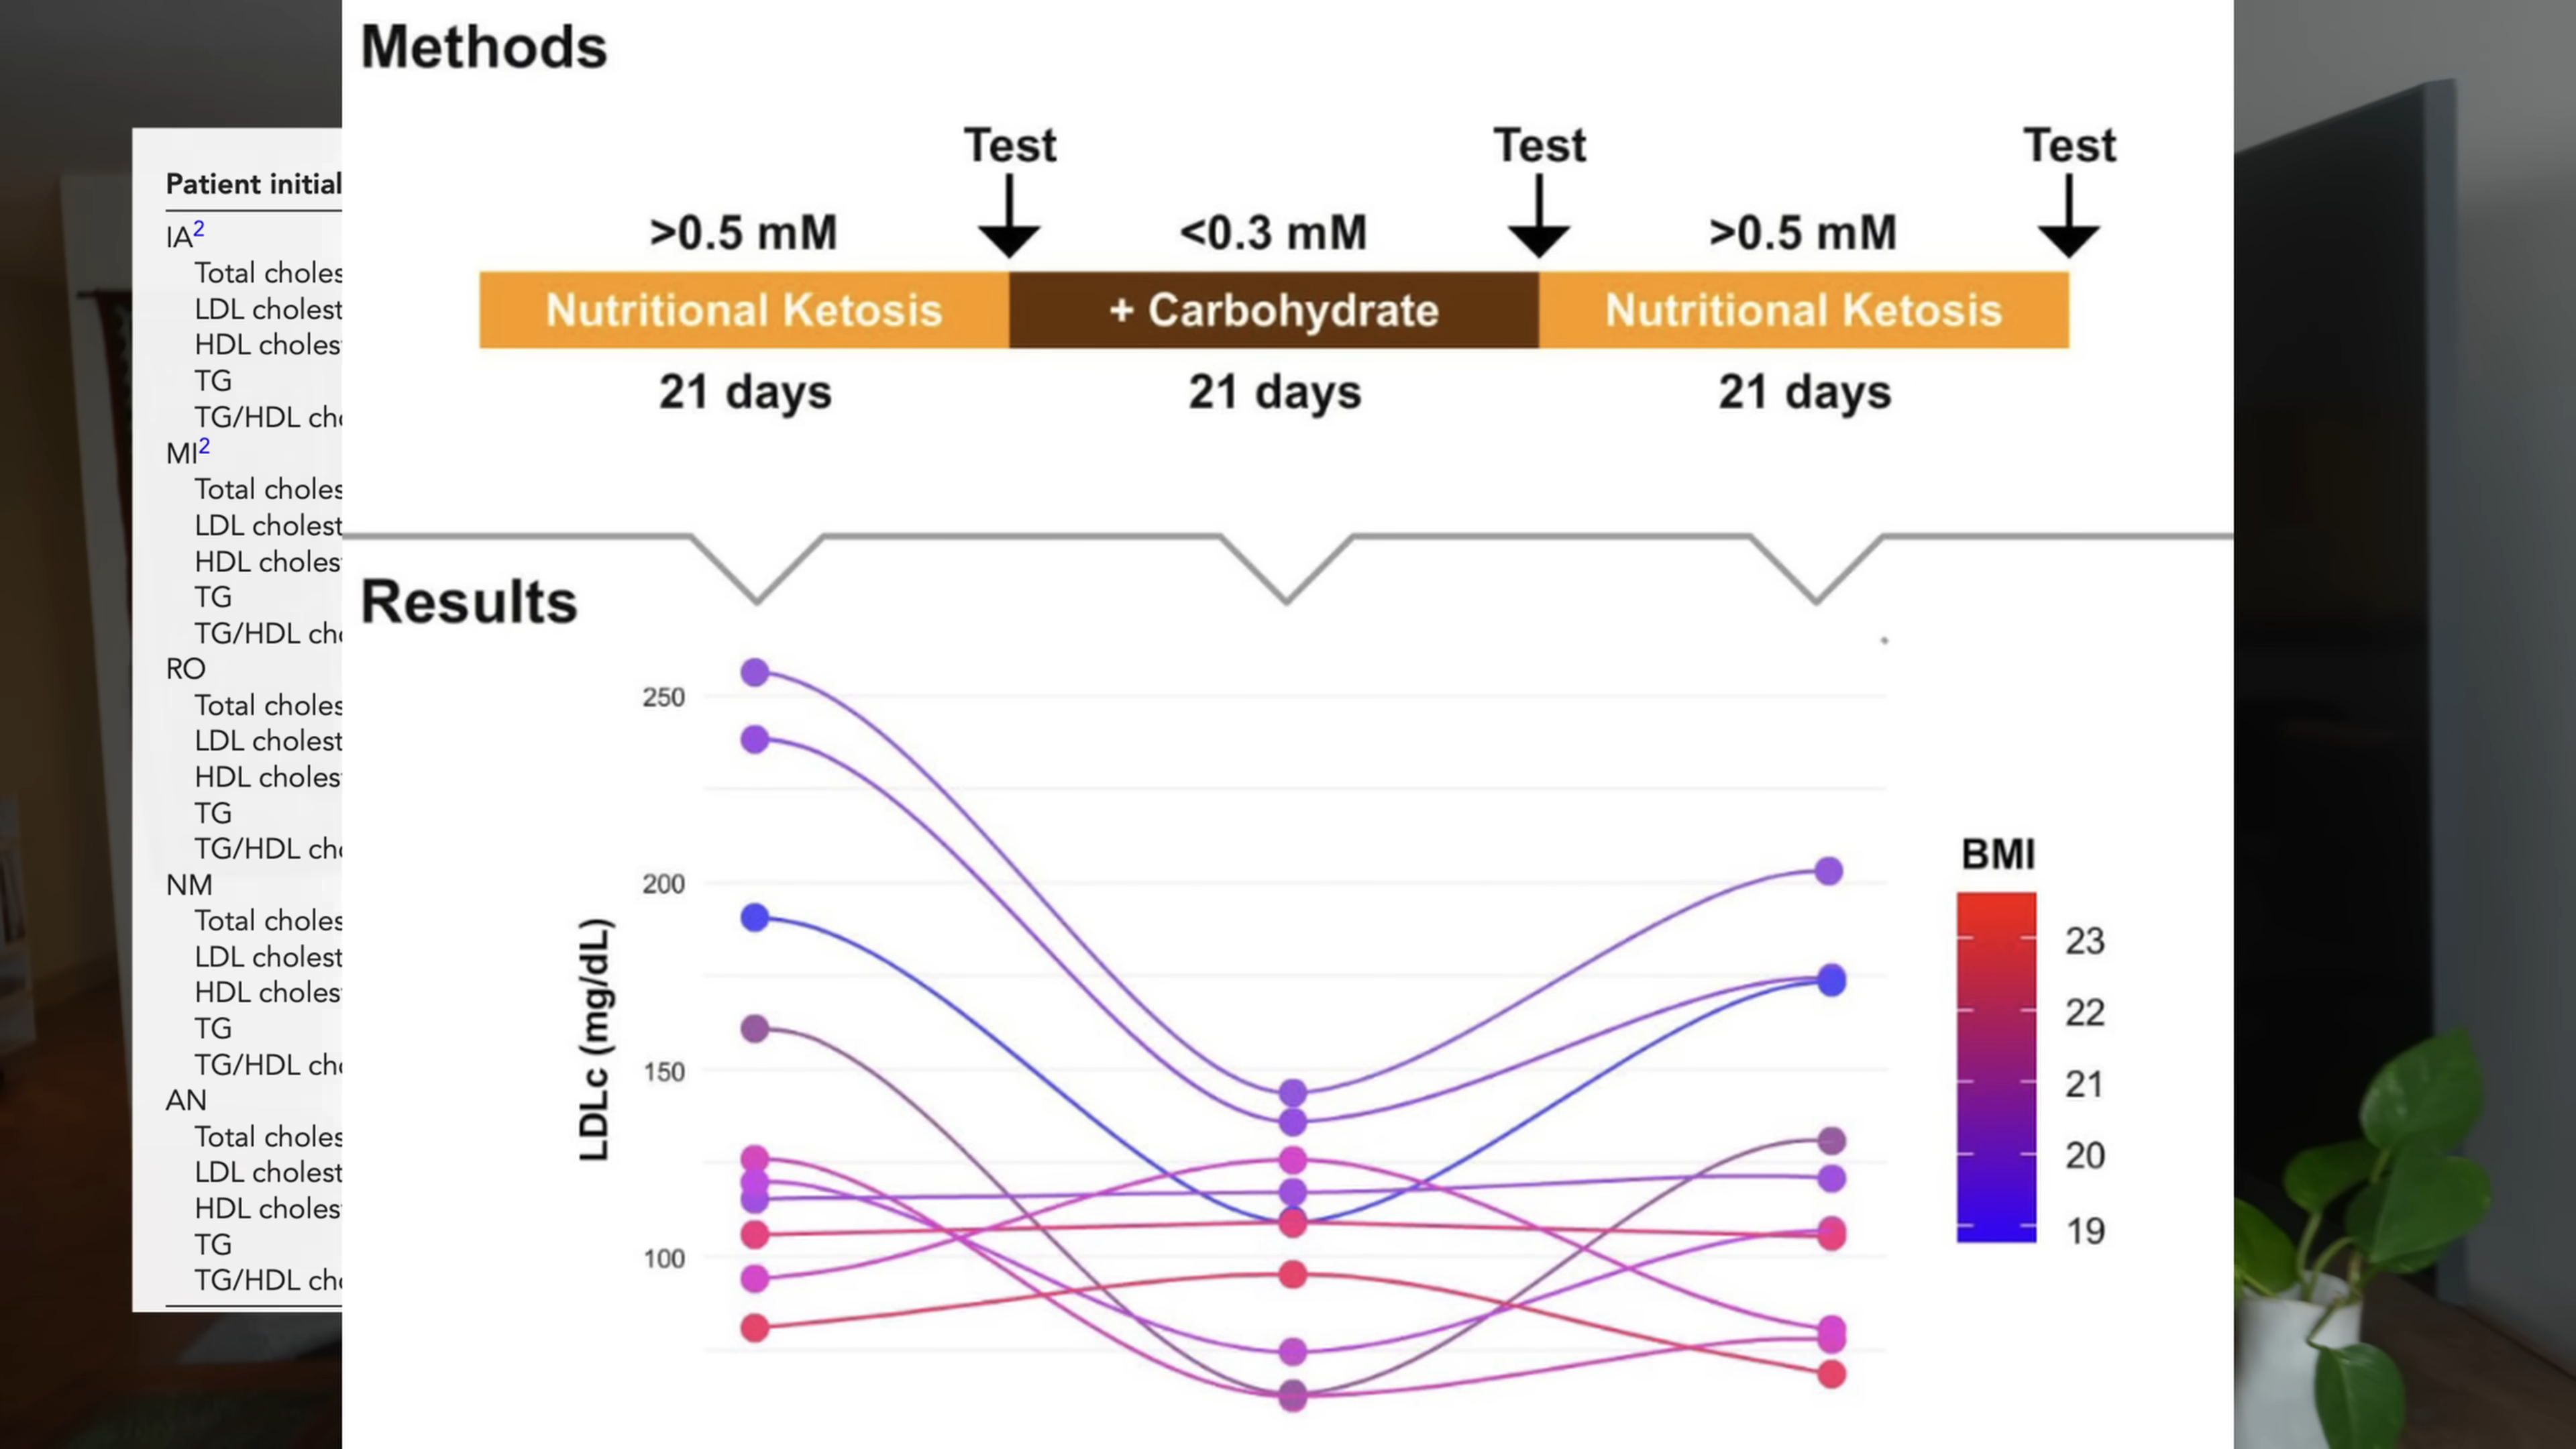 Methods
Test Test Test
>0.5 mM <0.3 mM >0.5 mM
Nutritional Ketosis + Carbohydrate Nutritional Ketosis
21 days 21 days 21 days
Results
250
200
150
100
LDLc (mg/dL)
BMI
23
22
21
20
19
Patient initial
IA2
Total choles
LDL cholest
HDL choles
TG
TG/HDL ch
MI2
Total choles
LDL cholest
HDL choles
TG
TG/HDL ch
RO
Total choles
LDL cholest
HDL choles
TG
TG/HDL ch
NM
Total choles
LDL cholest
HDL choles
TG
TG/HDL ch
AN
Total choles
LDL cholest
HDL choles
TG
TG/HDL ch